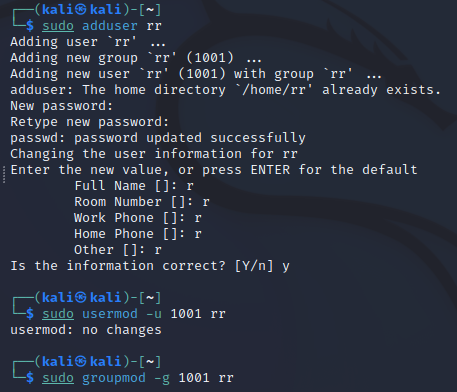 ┌──(kali㉿kali)-[~]
└─$ sudo adduser rr
Adding user `rr' ...
Adding new group `rr' (1001) ...
Adding new user `rr' (1001) with group `rr' ...
adduser: The home directory `/home/rr' already exists.
New password:
Retype new password:
passwd: password updated successfully
Changing the user information for rr
Enter the new value, or press ENTER for the default
        Full Name []: r
        Room Number []: r
        Work Phone []: r
        Home Phone []: r
        Other []: r
Is the information correct? [Y/n] y
┌──(kali㉿kali)-[~]
└─$ sudo usermod -u 1001 rr
usermod: no changes
┌──(kali㉿kali)-[~]
└─$ sudo groupmod -g 1001 rr